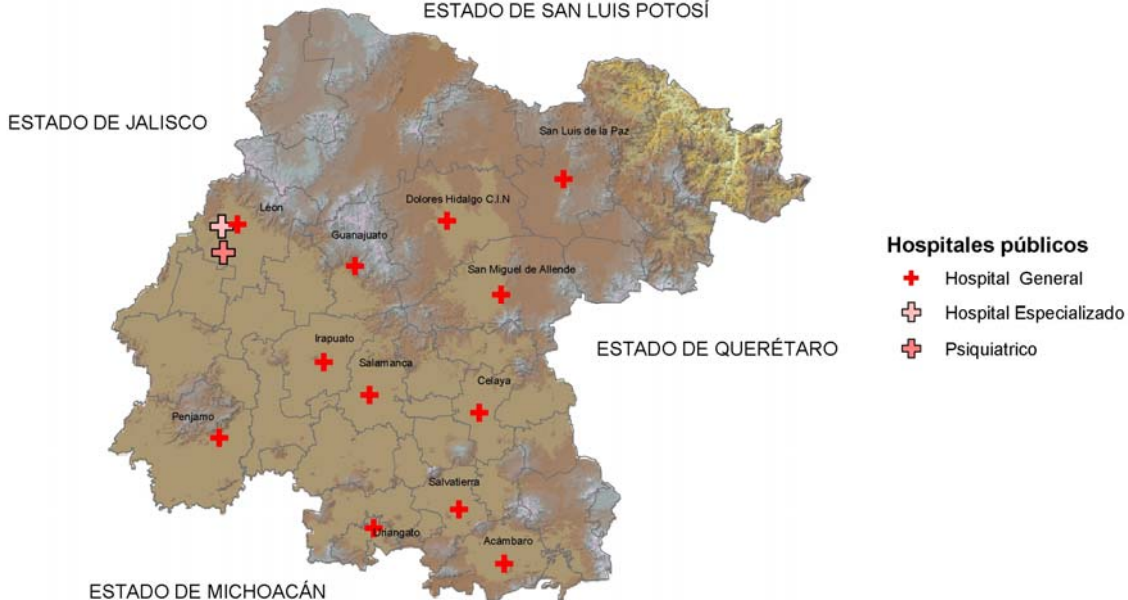 ESTADO DE SAN LUIS POTOSÍ
ESTADO DE JALISCO
San Luis de la Paz
León
Dolores Hidalgo C.I.N
Guanajuato
San Miguel de Allende
Hospitales públicos
Hospital General
Hospital Especializado
Psiquiatrico
Irapuato
ESTADO DE QUERÉTARO
Salamanca
Celaya
Penjamo
Salvatierra
Uriangato
Acámbaro
ESTADO DE MICHOACÁN